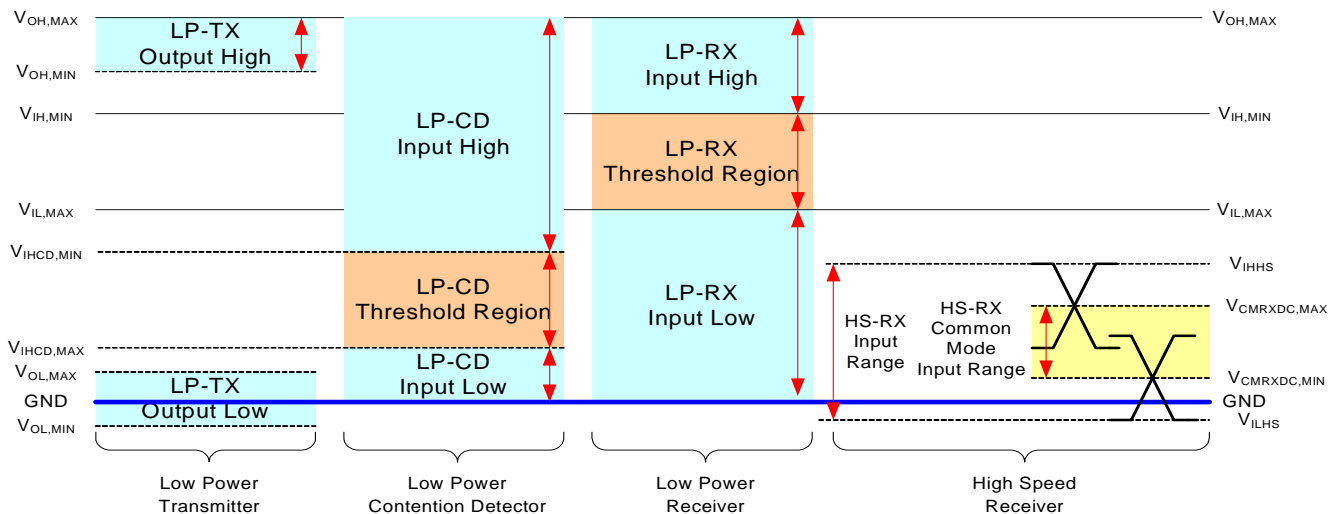 VOH,MAX
VOH,MIN
VIH,MIN
VIL,MAX
VIHCD,MIN
VIHCD,MAX
VOL,MAX
GND
VOL,MIN
LP-TX
Output High
LP-TX
Output Low
LP-CD
Input High
LP-CD
Threshold Region
LP-CD
Input Low
LP-RX
Input High
LP-RX
Threshold Region
LP-RX
Input Low
HS-RX
Input
Range
HS-RX
Common
Mode
Input Range
VOH,MAX
VIH,MIN
VIL,MAX
VIHHS
VCMRXDC,MAX
VCMRXDC,MIN
GND
VILHS
Low Power
Transmitter
Low Power
Contention Detector
Low Power
Receiver
High Speed
Receiver